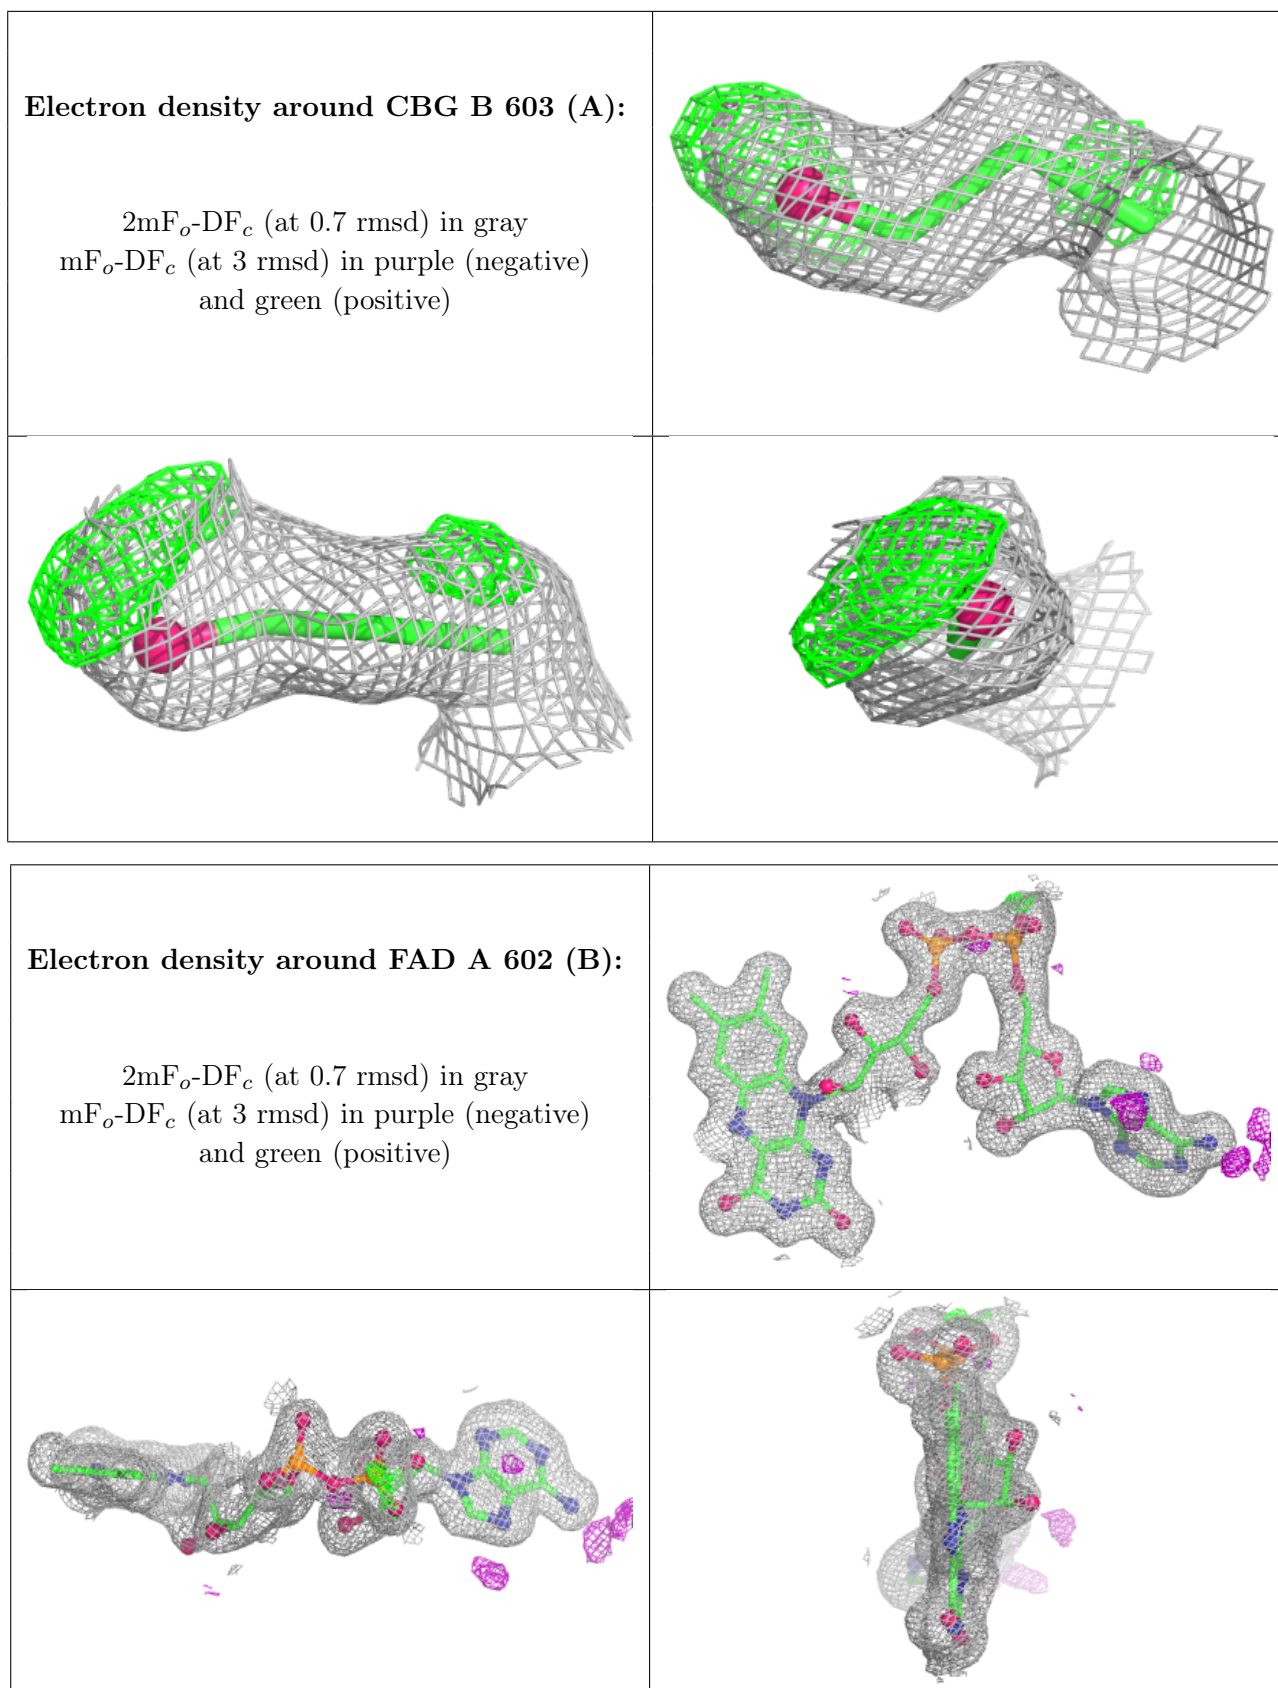 Electron density around CBG B 603 (A):
2mFₒ-DF𝒸 (at 0.7 rmsd) in gray
mFₒ-DF𝒸 (at 3 rmsd) in purple (negative)
and green (positive)
Electron density around FAD A 602 (B):
2mFₒ-DF𝒸 (at 0.7 rmsd) in gray
mFₒ-DF𝒸 (at 3 rmsd) in purple (negative)
and green (positive)